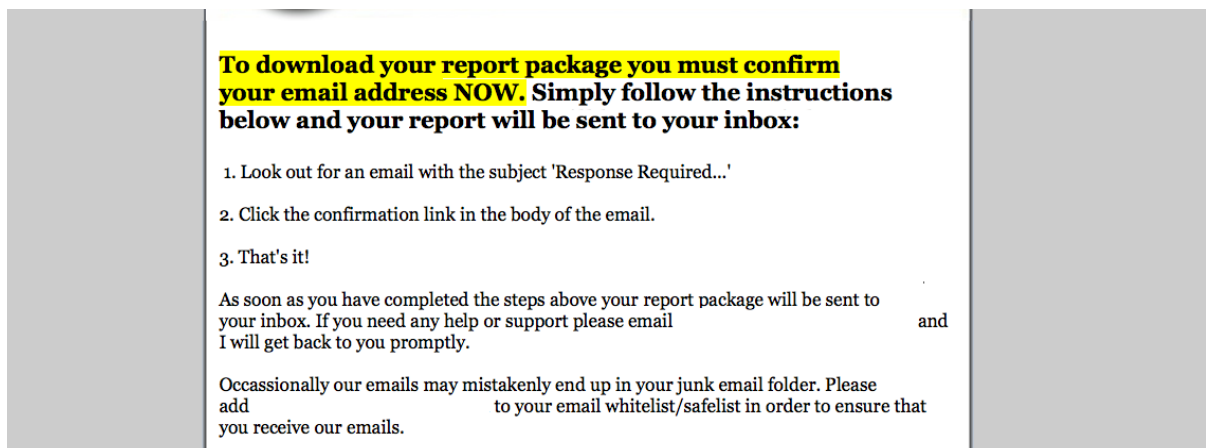 To download your report package you must confirm
your email address NOW. Simply follow the instructions
below and your report will be sent to your inbox:
1. Look out for an email with the subject 'Response Required...'
2. Click the confirmation link in the body of the email.
3. That's it!
As soon as you have completed the steps above your report package will be sent to
your inbox. If you need any help or support please email and
I will get back to you promptly.
Occassionally our emails may mistakenly end up in your junk email folder. Please
add to your email whitelist/safelist in order to ensure that
you receive our emails.